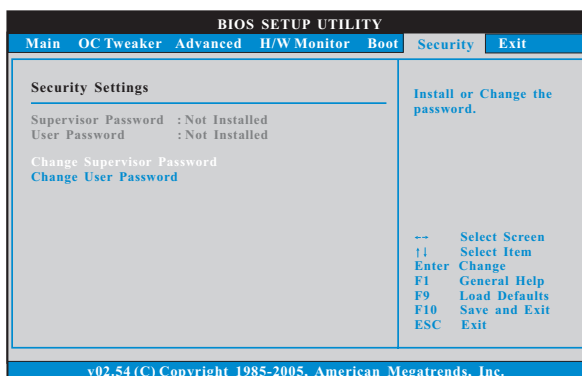 BIOS SETUP UTILITY
Main OC Tweaker Advanced H/W Monitor Boot Security Exit
Security Settings
Supervisor Password : Not Installed
User Password : Not Installed
Change Supervisor Password
Change User Password
Install or Change the
password.
←→ Select Screen
↑↓ Select Item
Enter Change
F1 General Help
F9 Load Defaults
F10 Save and Exit
ESC Exit
v02.54 (C) Copyright 1985-2005, American Megatrends, Inc.